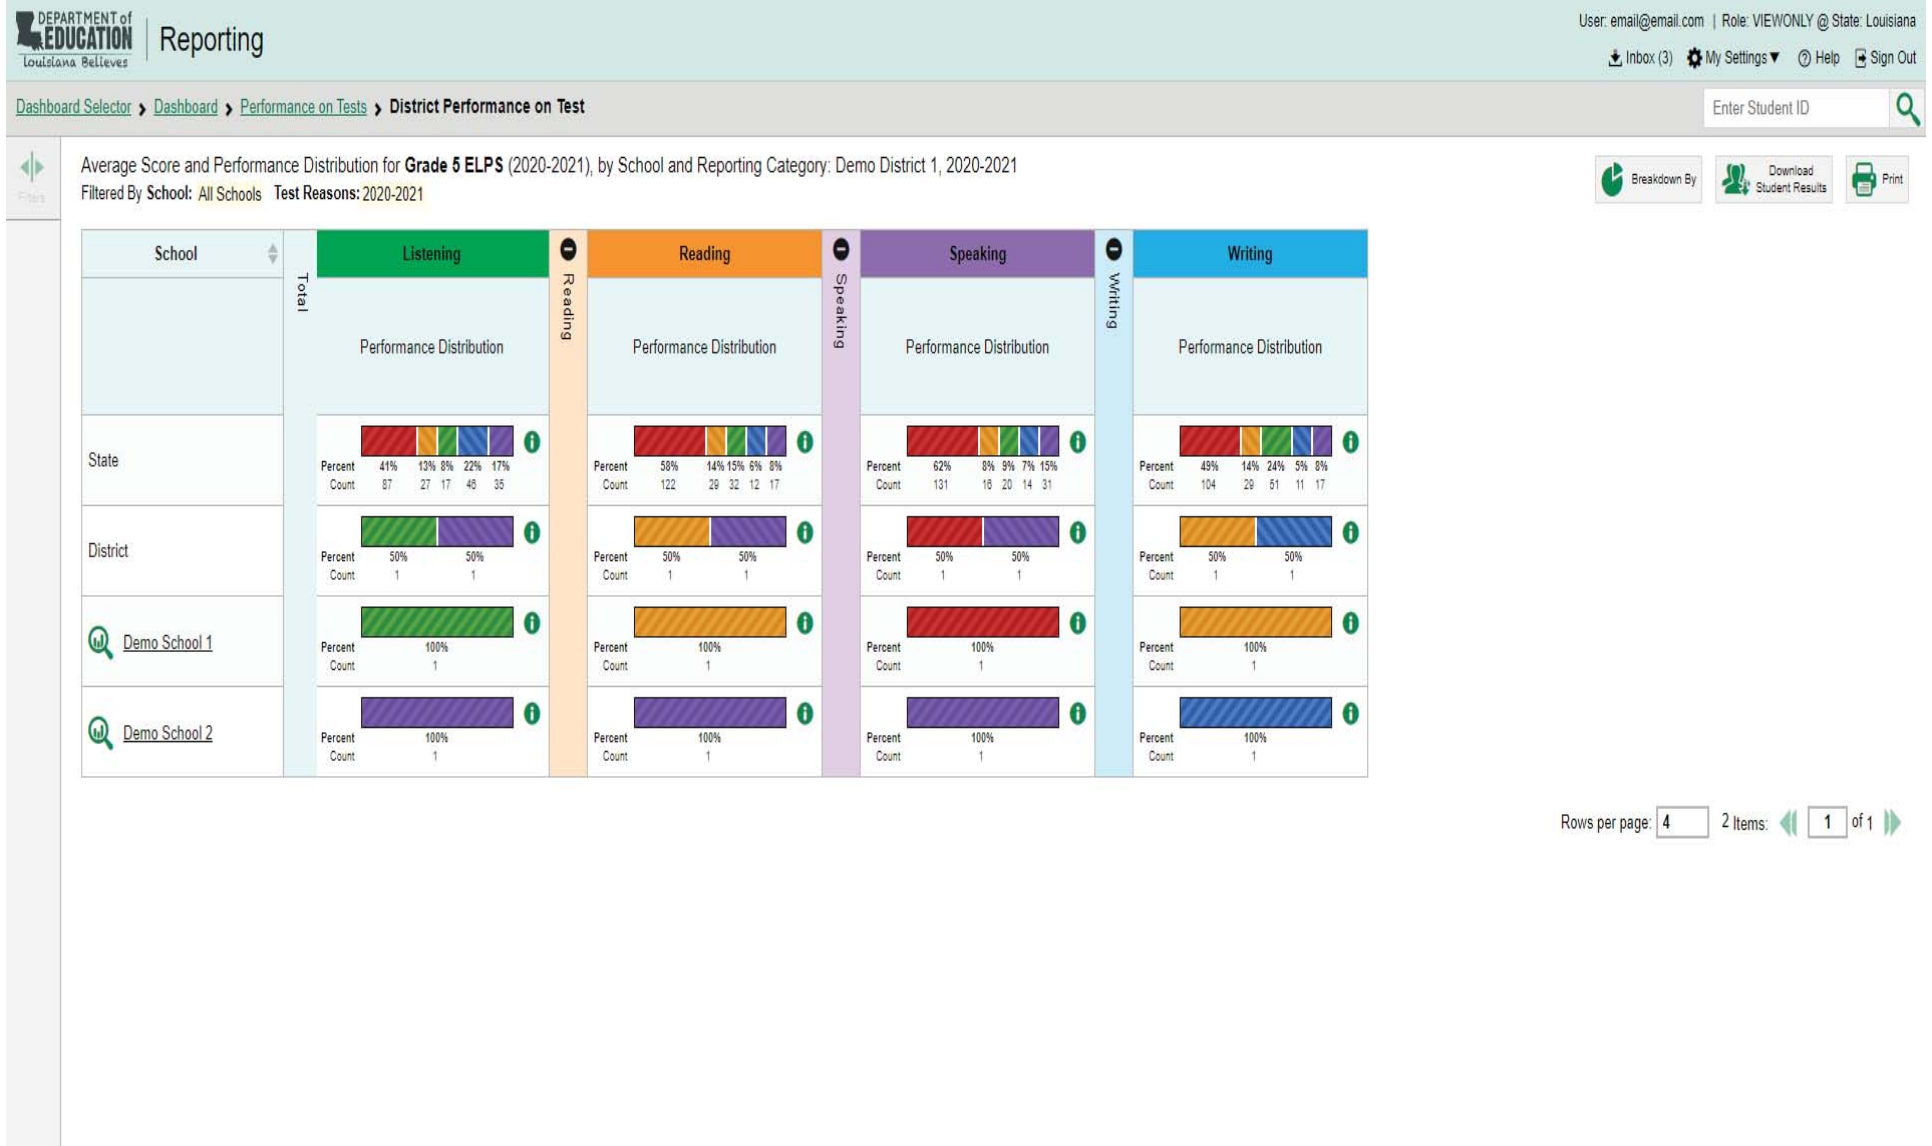 DEPARTMENT of
EDUCATION
Louisiana Believes
Reporting
User: email@email.com | Role: VIEWONLY @ State: Louisiana
Inbox (3) My Settings▼ Help Sign Out
Dashboard Selector › Dashboard › Performance on Tests › District Performance on Test
Enter Student ID
Filters
Average Score and Performance Distribution for Grade 5 ELPS (2020-2021), by School and Reporting Category: Demo District 1, 2020-2021
Filtered By School: All Schools Test Reasons: 2020-2021
Breakdown By
Download
Student Results
Print
School Total Listening Reading Reading Speaking Speaking Writing Writing
Performance Distribution Performance Distribution Performance Distribution Performance Distribution
State
Percent 41% 13% 8% 22% 17% Percent 58% 14% 15% 6% 8% Percent 62% 8% 9% 7% 15% Percent 49% 14% 24% 5% 8%
Count 87 27 17 46 35 Count 122 29 32 12 17 Count 131 16 20 14 31 Count 104 29 51 11 17
District
Percent 50% 50% Percent 50% 50% Percent 50% 50% Percent 50% 50%
Count 1 1 Count 1 1 Count 1 1 Count 1 1
Demo School 1
Percent 100% Percent 100% Percent 100% Percent 100%
Count 1 Count 1 Count 1 Count 1
Demo School 2
Percent 100% Percent 100% Percent 100% Percent 100%
Count 1 Count 1 Count 1 Count 1
Rows per page: 4 2 Items: 1 of 1